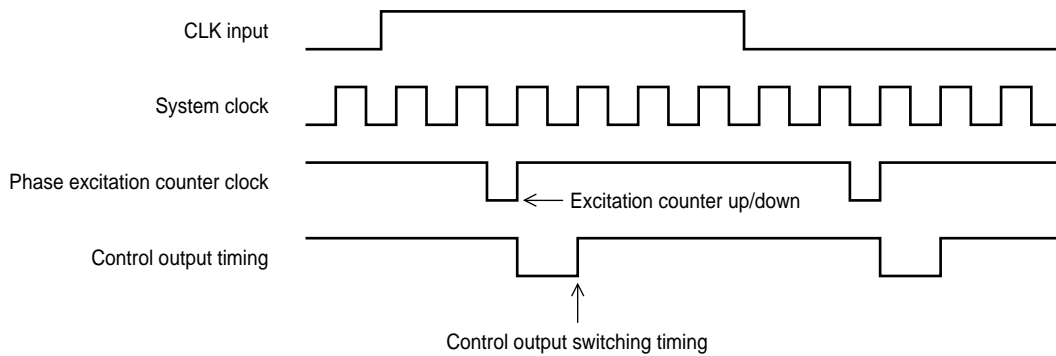 CLK input
System clock
Phase excitation counter clock
Excitation counter up/down
Control output timing
Control output switching timing